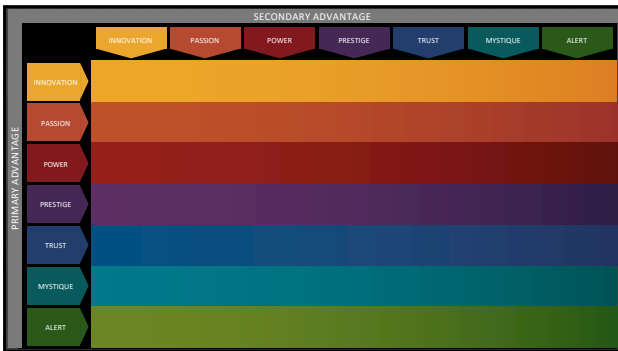 SECONDARY ADVANTAGE
INNOVATION PASSION POWER PRESTIGE TRUST MYSTIQUE ALERT
PRIMARY ADVANTAGE
INNOVATION
PASSION
POWER
PRESTIGE
TRUST
MYSTIQUE
ALERT